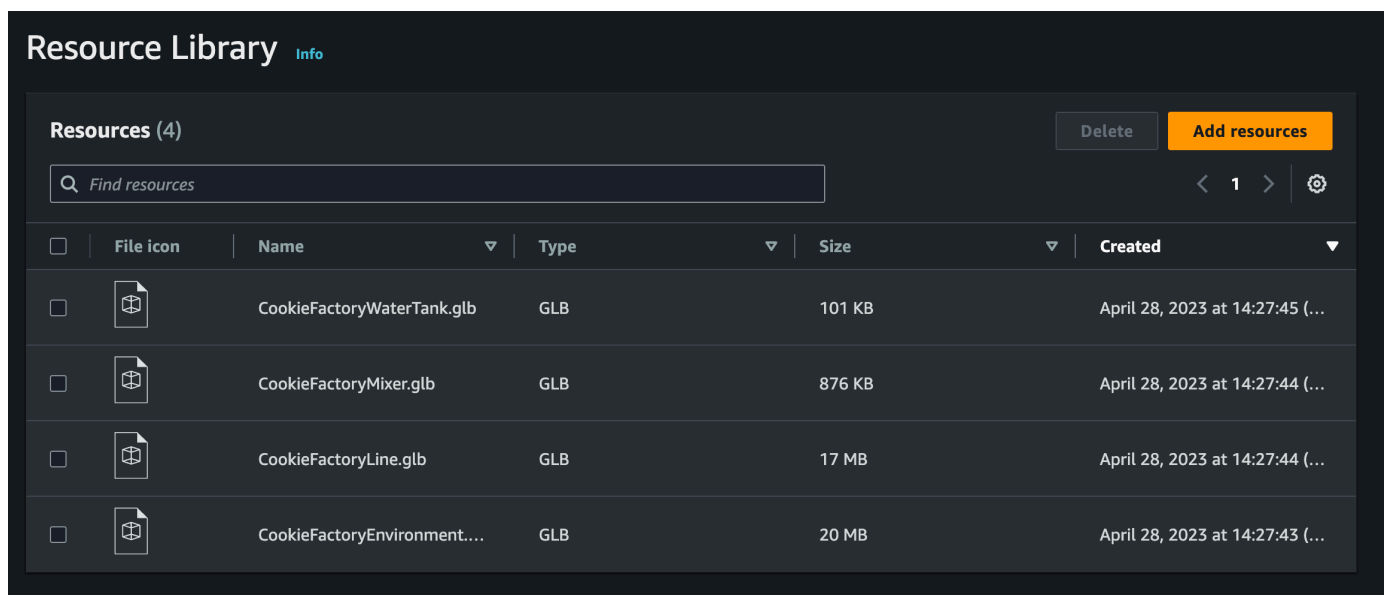 Resource Library Info
Resources (4)
Delete
Add resources
Find resources
1
File icon Name Type Size Created
CookieFactoryWaterTank.glb GLB 101 KB April 28, 2023 at 14:27:45 (...
CookieFactoryMixer.glb GLB 876 KB April 28, 2023 at 14:27:44 (...
CookieFactoryLine.glb GLB 17 MB April 28, 2023 at 14:27:44 (...
CookieFactoryEnvironment.... GLB 20 MB April 28, 2023 at 14:27:43 (...